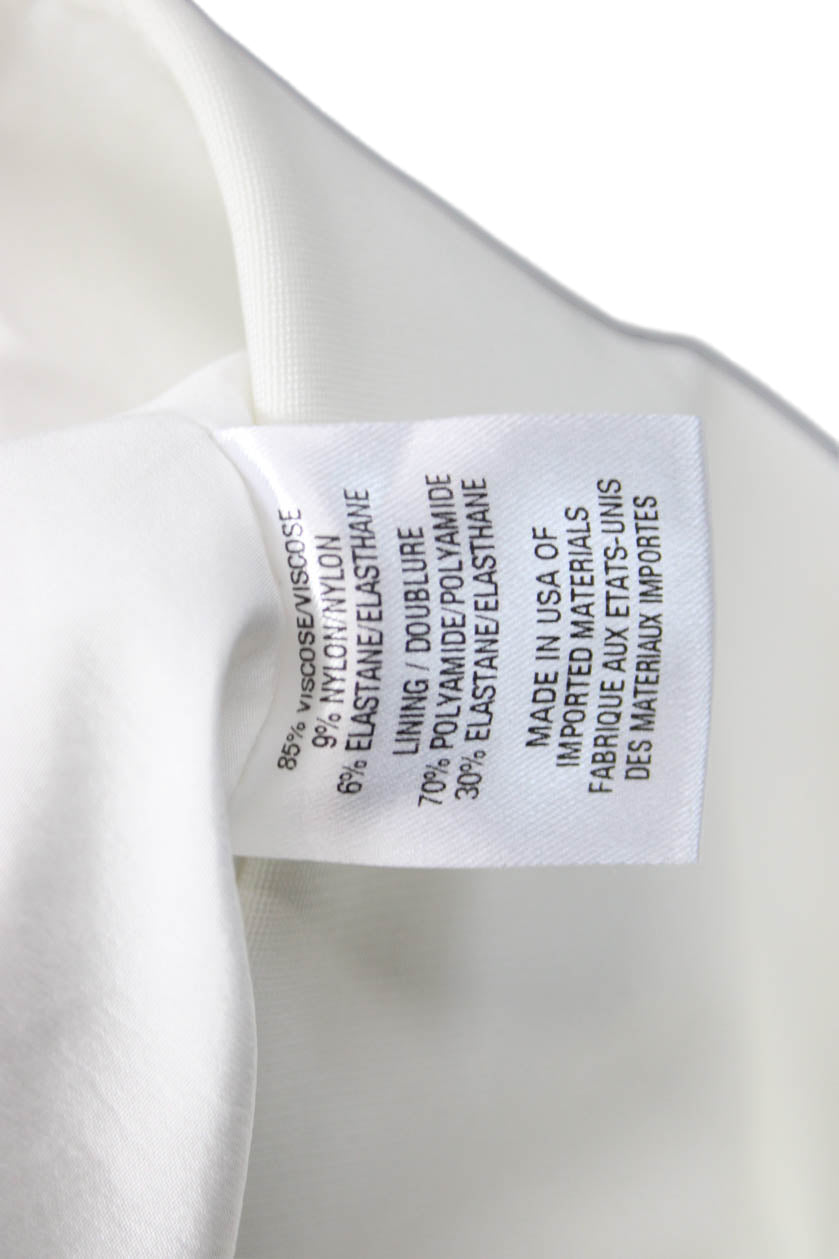 85% VISCOSE/VISCOSE
9% NYLON/NYLON
6% ELASTANE/ELASTHANE
LINING / DOUBLURE
70% POLYAMIDE/POLYAMIDE
30% ELASTANE/ELASTHANE
MADE IN USA OF
IMPORTED MATERIALS
FABRIQUE AUX ETATS-UNIS
DES MATERIAUX IMPORTES